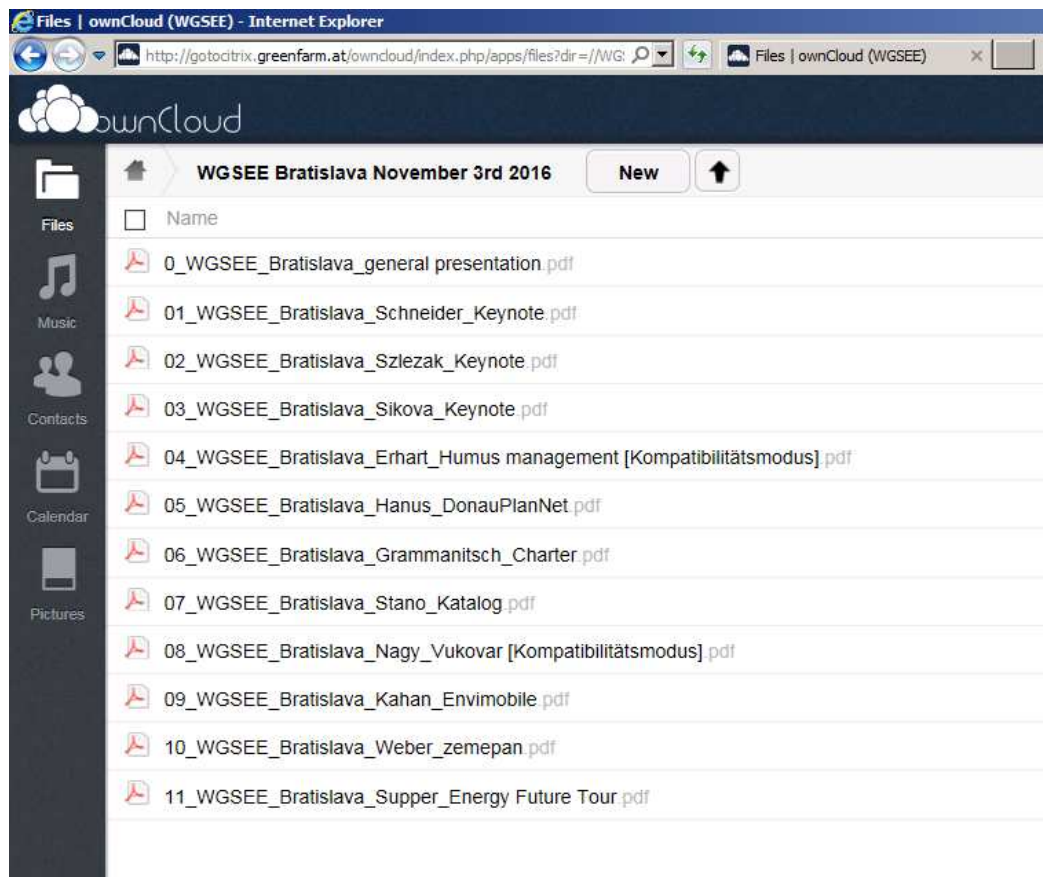 Files | ownCloud (WGSEE) - Internet Explorer
http://gotocitrix.greenfarm.at/owncloud/index.php/apps/files?dir=//WG
Files | ownCloud (WGSEE)
ownCloud
WGSEE Bratislava November 3rd 2016
New
Files
Name
0_WGSEE_Bratislava_general presentation.pdf
01_WGSEE_Bratislava_Schneider_Keynote.pdf
Music
02_WGSEE_Bratislava_Szlezak_Keynote.pdf
03_WGSEE_Bratislava_Sikova_Keynote.pdf
Contacts
04_WGSEE_Bratislava_Erhart_Humus management [Kompatibilitätsmodus].pdf
05_WGSEE_Bratislava_Hanus_DonauPlanNet.pdf
Calendar
06_WGSEE_Bratislava_Grammanitsch_Charter.pdf
07_WGSEE_Bratislava_Stano_Katalog.pdf
Pictures
08_WGSEE_Bratislava_Nagy_Vukovar [Kompatibilitätsmodus].pdf
09_WGSEE_Bratislava_Kahan_Envimobile.pdf
10_WGSEE_Bratislava_Weber_zemepan.pdf
11_WGSEE_Bratislava_Supper_Energy Future Tour.pdf